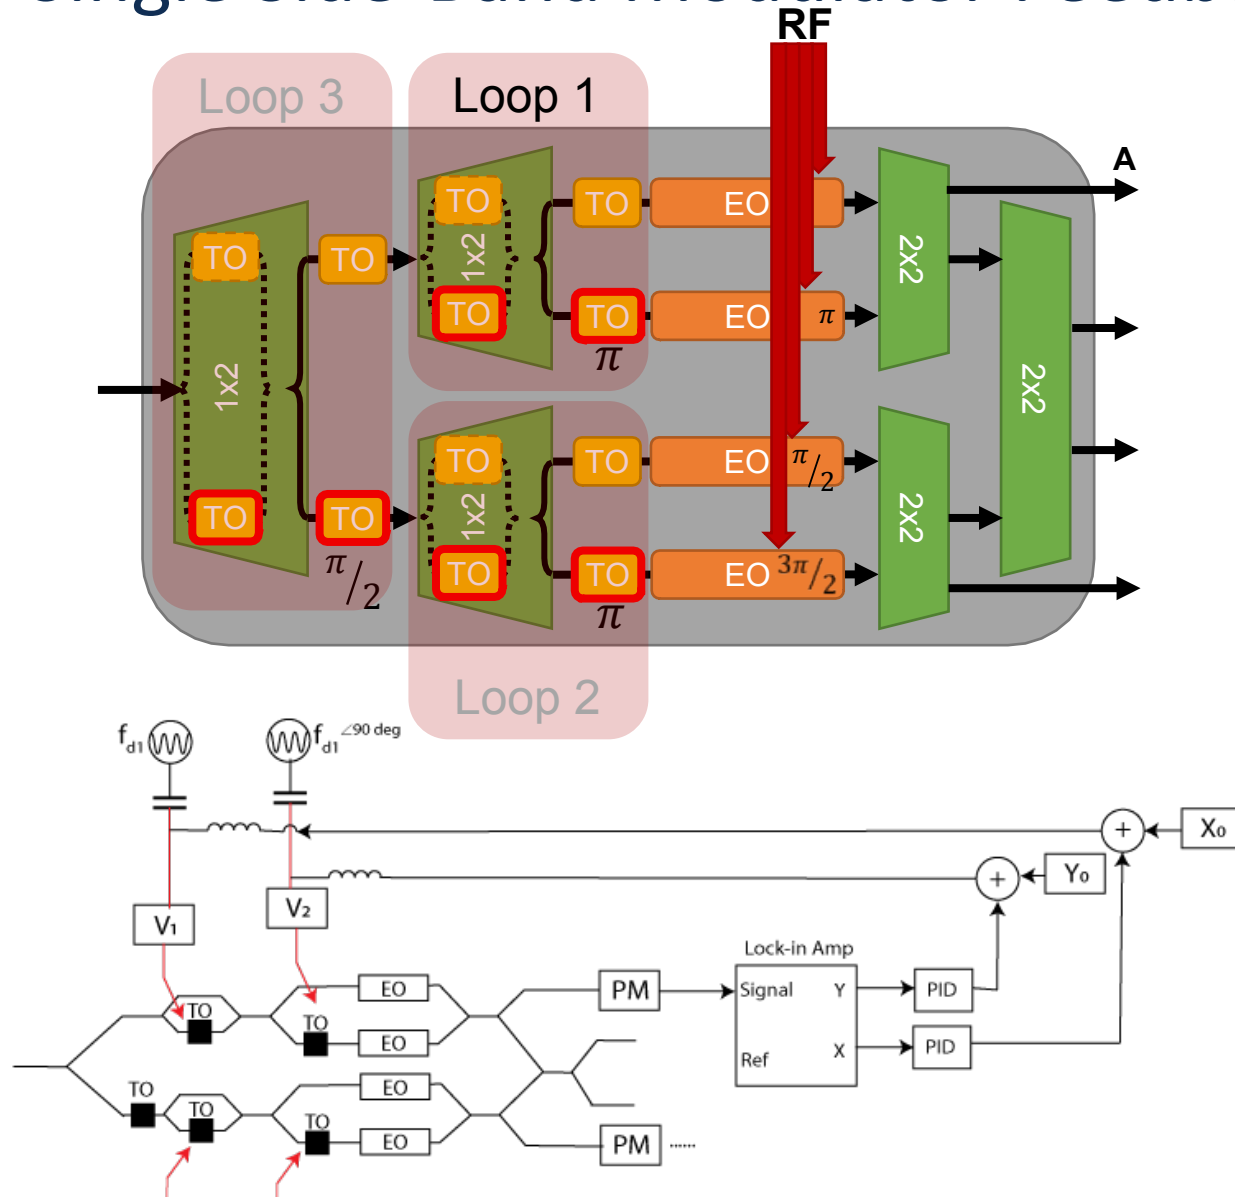 RF
Loop 3
Loop 1
A
TO
TO
EO
TO
TO
1x2
2x2
TO
TO
EO
π
π
1x2
2x2
TO
TO
EO
π/2
TO
TO
1x2
2x2
π/2
TO
TO
EO
3π/2
π
Loop 2
fd1
fd1 ∠90 deg
+
X0
+
Y0
V1
V2
Lock-in Amp
TO
TO
EO
EO
PM
Signal
Y
PID
Ref
X
PID
TO
TO
TO
EO
EO
PM
......